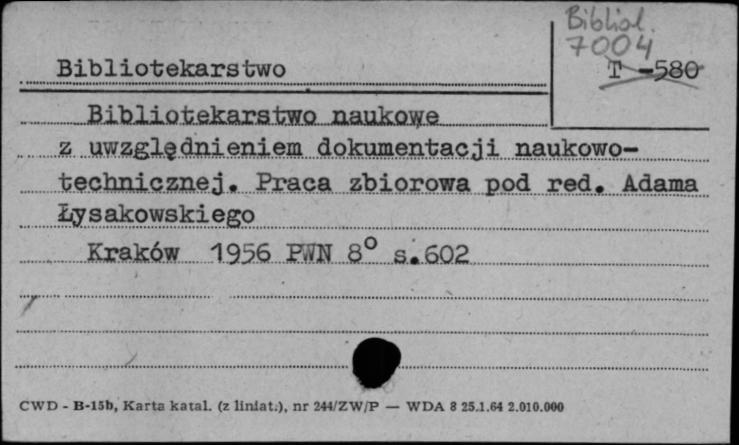 Bibliot.
7004
T -580
Bibliotekarstwo
Bibliotekarstwo naukowe
z uwzględnieniem dokumentacji naukowo-
technicznej. Praca zbiorowa pod red. Adama
Łysakowskiego
Kraków 1956 PWN 8° s.602
CWD - B-15b, Karta katal. (z liniat.), nr 244/ZW/P — WDA 8 25.1.64 2.010.000